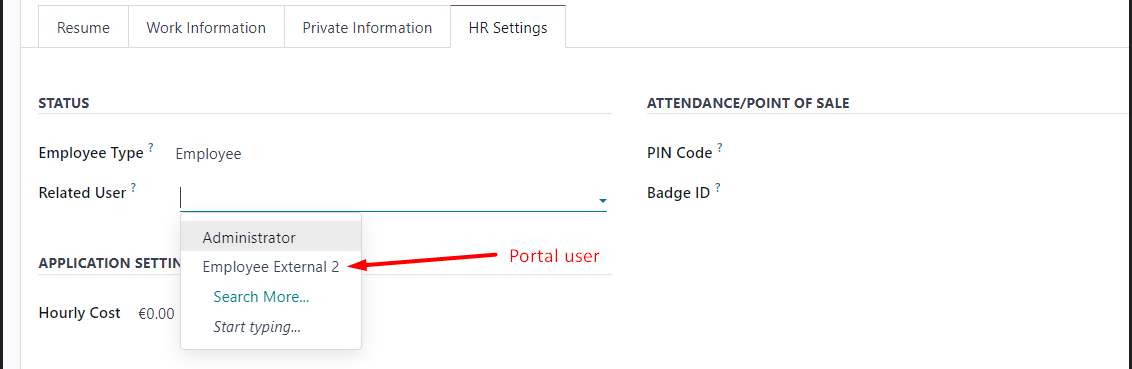 Resume Work Information Private Information HR Settings
STATUS
ATTENDANCE/POINT OF SALE
Employee Type ? Employee
PIN Code ?
Related User ?
Badge ID ?
Administrator
Employee External 2
Portal user
APPLICATION SETTIN
Search More...
Hourly Cost €0.00
Start typing...